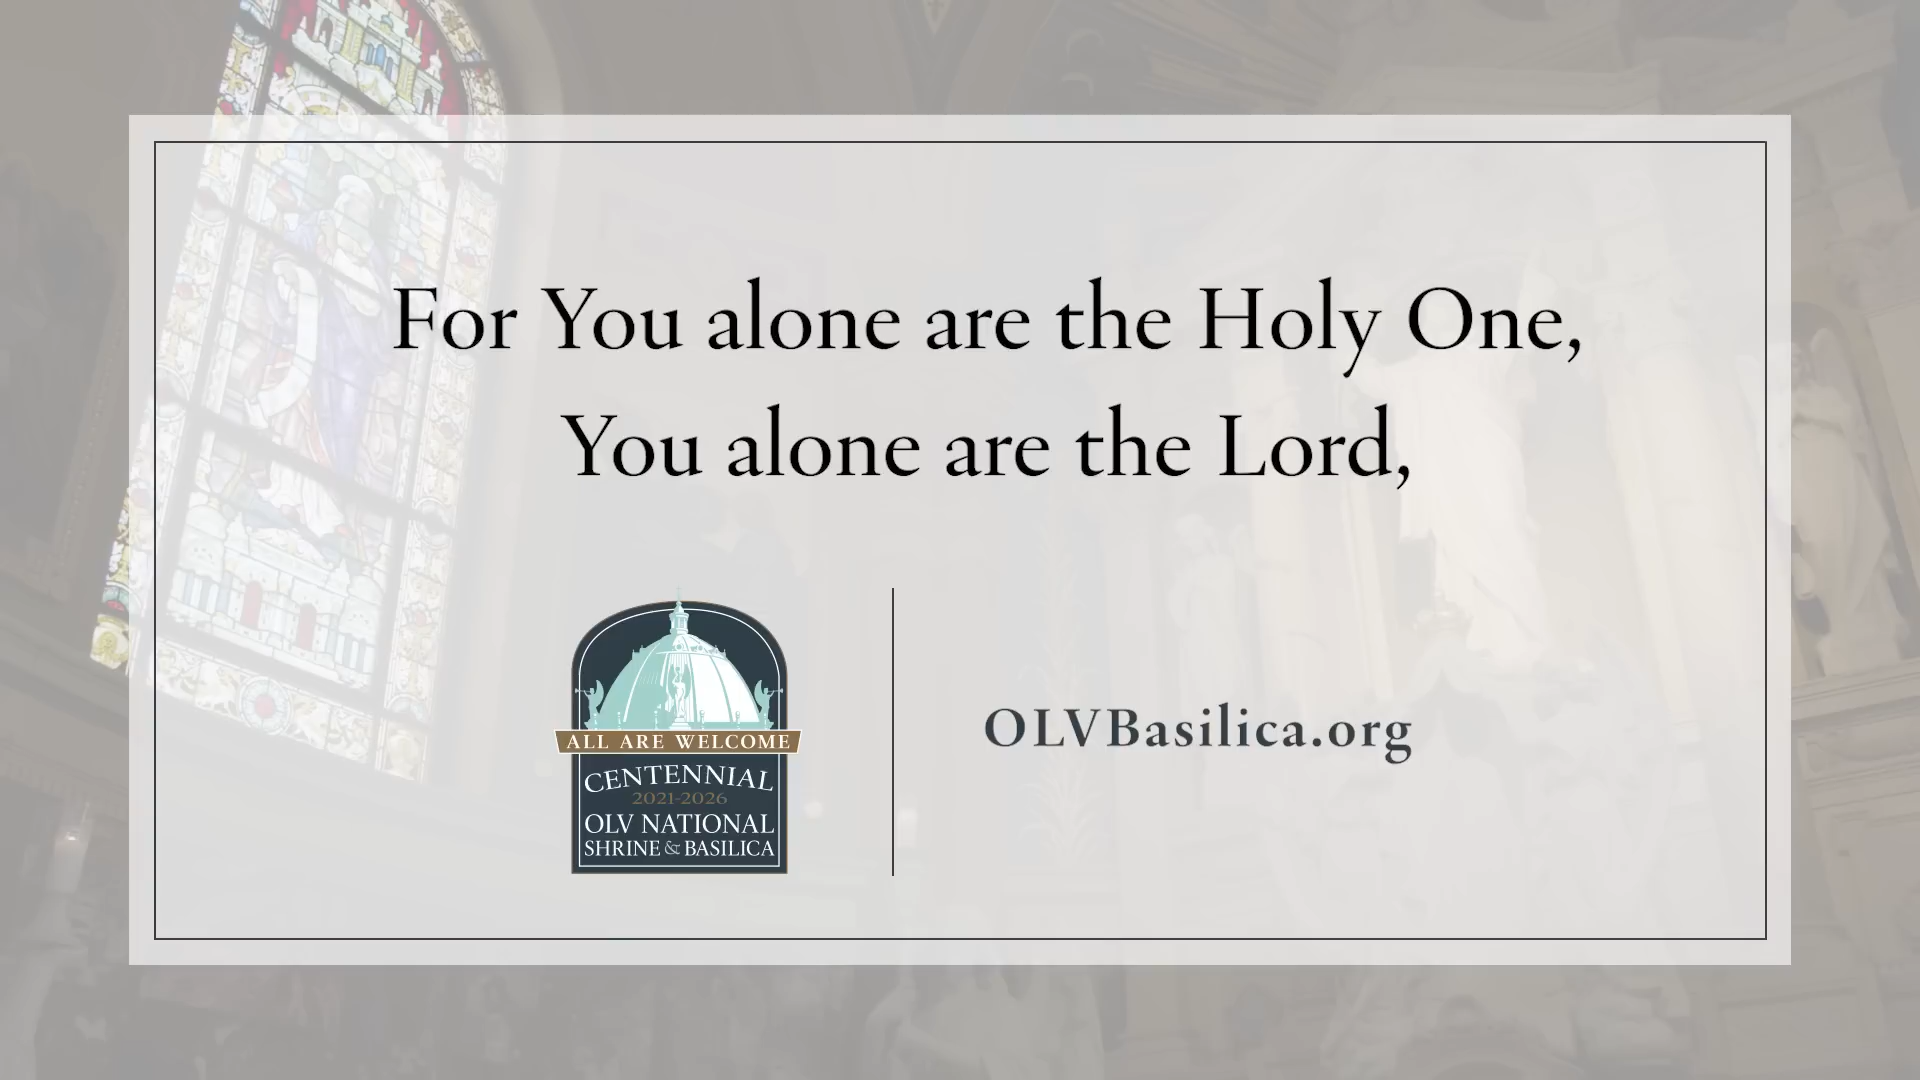 For You alone are the Holy One,
You alone are the Lord,
ALL ARE WELCOME
CENTENNIAL
2021-2026
OLV NATIONAL
SHRINE & BASILICA
OLVBasilica.org